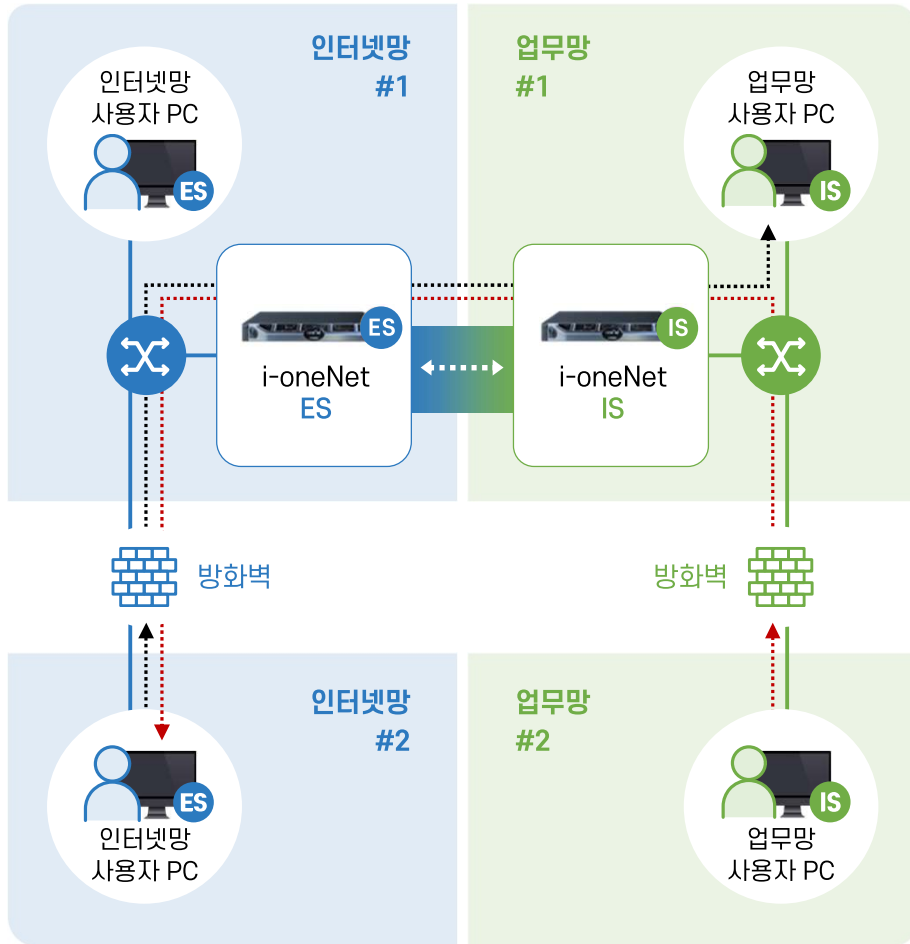 인터넷망
#1
업무망
#1
인터넷망
사용자 PC
ES
업무망
사용자 PC
IS
ES
i-oneNet
ES
IS
i-oneNet
IS
방화벽
방화벽
인터넷망
#2
업무망
#2
ES
인터넷망
사용자 PC
IS
업무망
사용자 PC